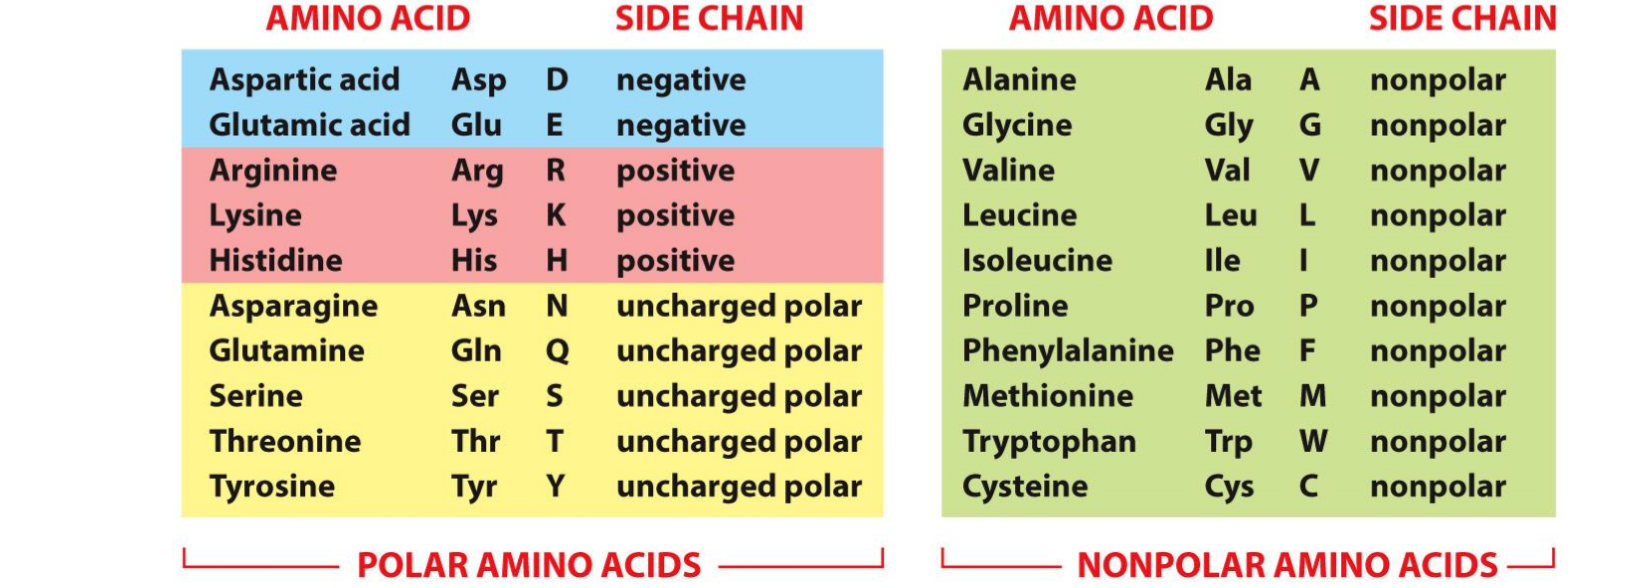 AMINO ACID SIDE CHAIN
Aspartic acid Asp D negative
Glutamic acid Glu E negative
Arginine Arg R positive
Lysine Lys K positive
Histidine His H positive
Asparagine Asn N uncharged polar
Glutamine Gln Q uncharged polar
Serine Ser S uncharged polar
Threonine Thr T uncharged polar
Tyrosine Tyr Y uncharged polar
POLAR AMINO ACIDS
AMINO ACID SIDE CHAIN
Alanine Ala A nonpolar
Glycine Gly G nonpolar
Valine Val V nonpolar
Leucine Leu L nonpolar
Isoleucine Ile I nonpolar
Proline Pro P nonpolar
Phenylalanine Phe F nonpolar
Methionine Met M nonpolar
Tryptophan Trp W nonpolar
Cysteine Cys C nonpolar
NONPOLAR AMINO ACIDS